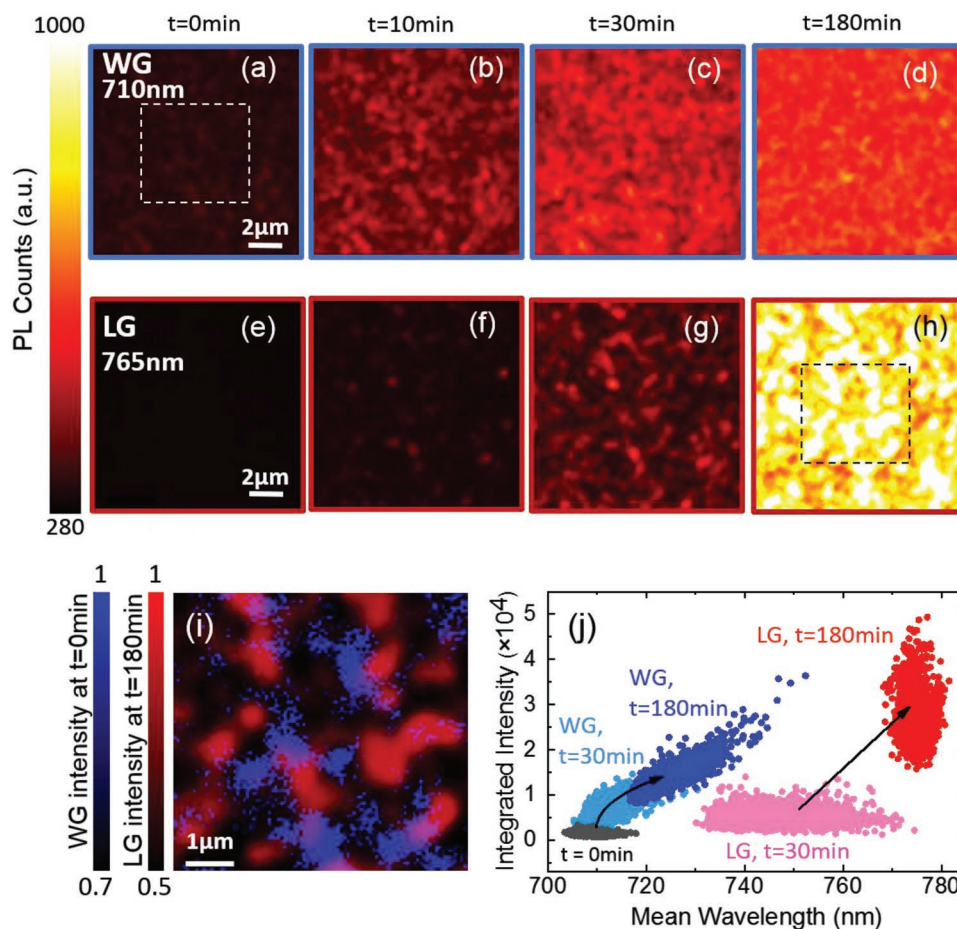 t=0min t=10min t=30min t=180min
1000
PL Counts (a.u.)
280
WG
710nm
(a)
2μm
(b)
(c)
(d)
LG
765nm
(e)
2μm
(f)
(g)
(h)
1 1
WG intensity at t=0min
LG intensity at t=180min
0.7 0.5
(i)
1μm
(j)
Integrated Intensity (×10⁴)
5
4
3
2
1
0
LG, t=180min
WG,
t=180min
WG,
t=30min
t = 0min
LG, t=30min
700 720 740 760 780
Mean Wavelength (nm)